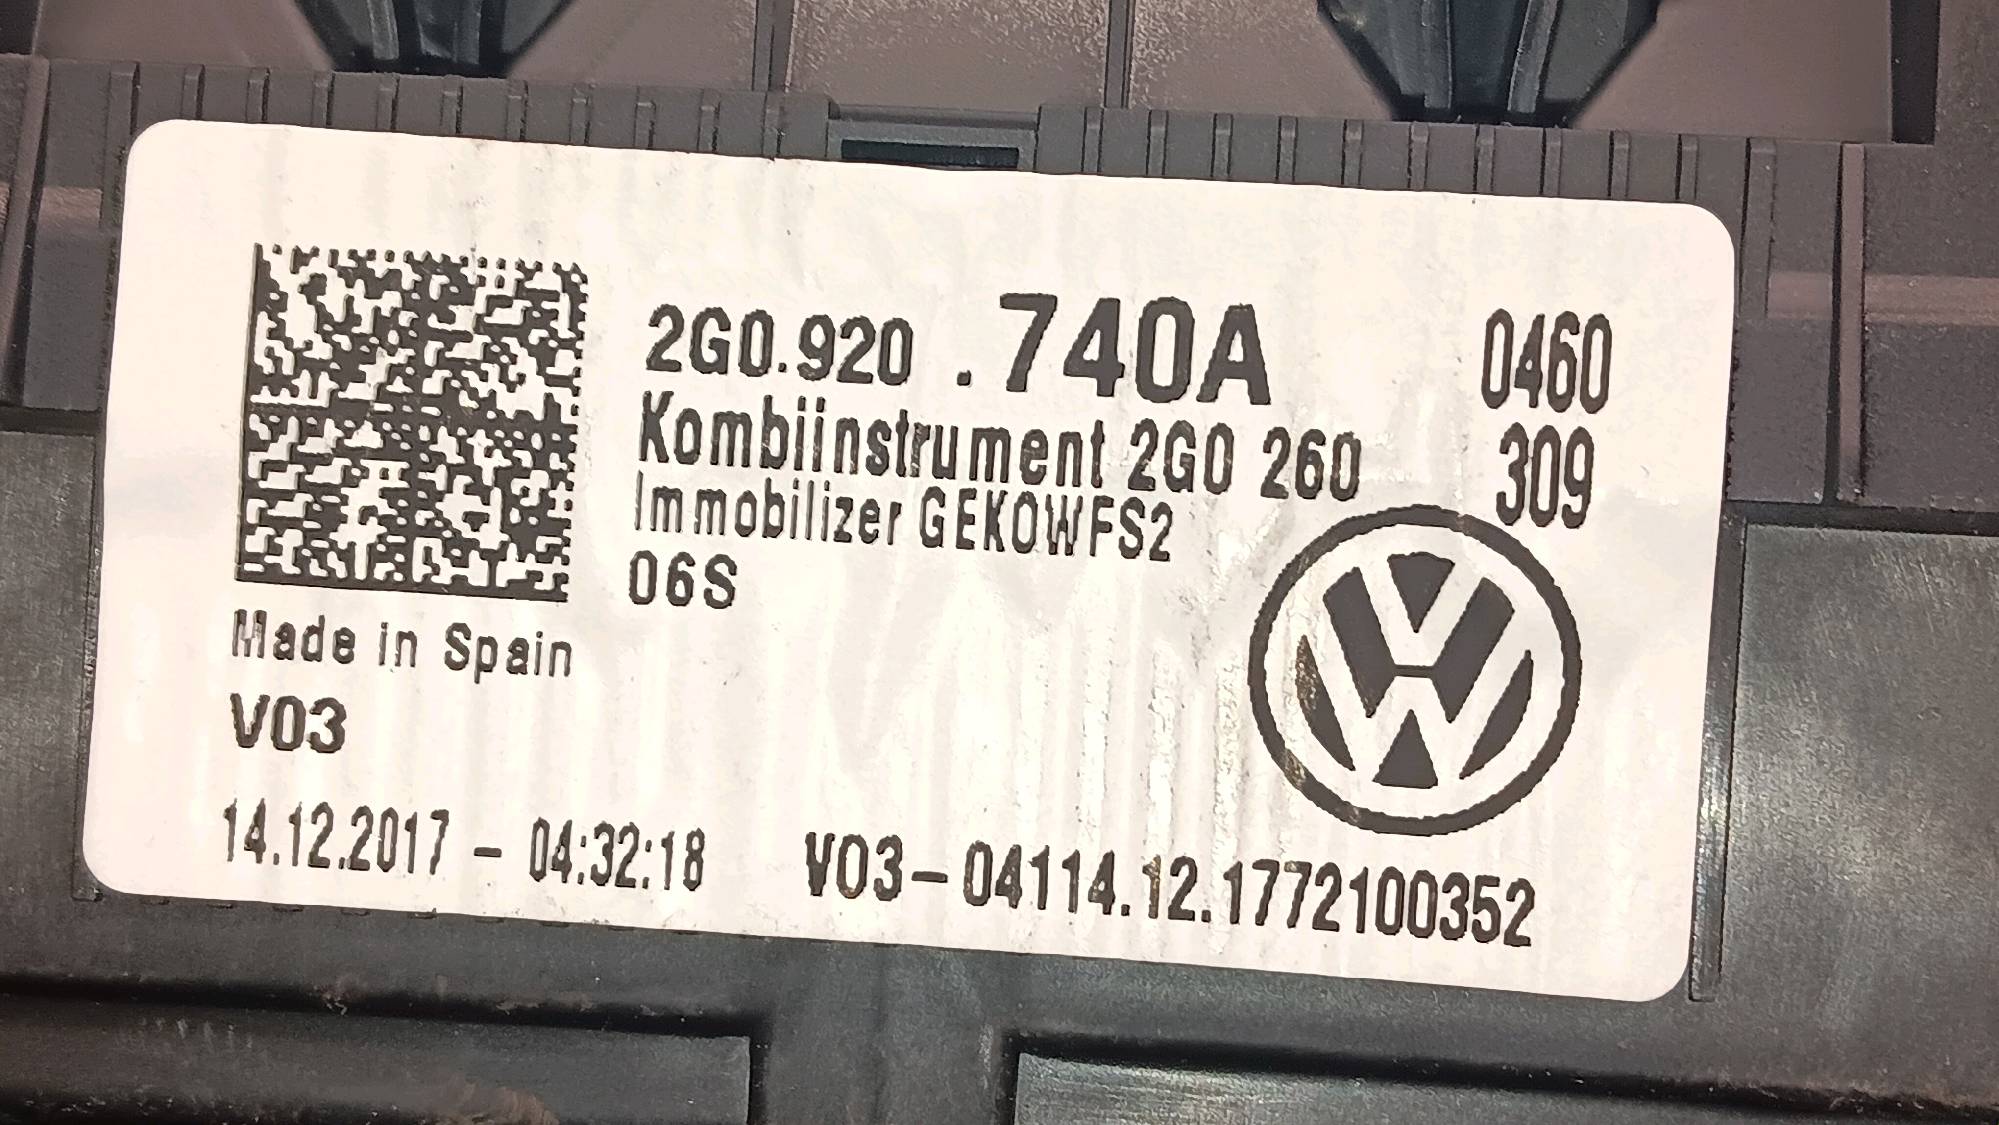 2G0.920 .740A 0460
Kombiinstrument 2G0 260 309
Immobilizer GEKOWFS2
06S
Made in Spain
V03
14.12.2017 - 04:32:18 V03-04114.12.1772100352